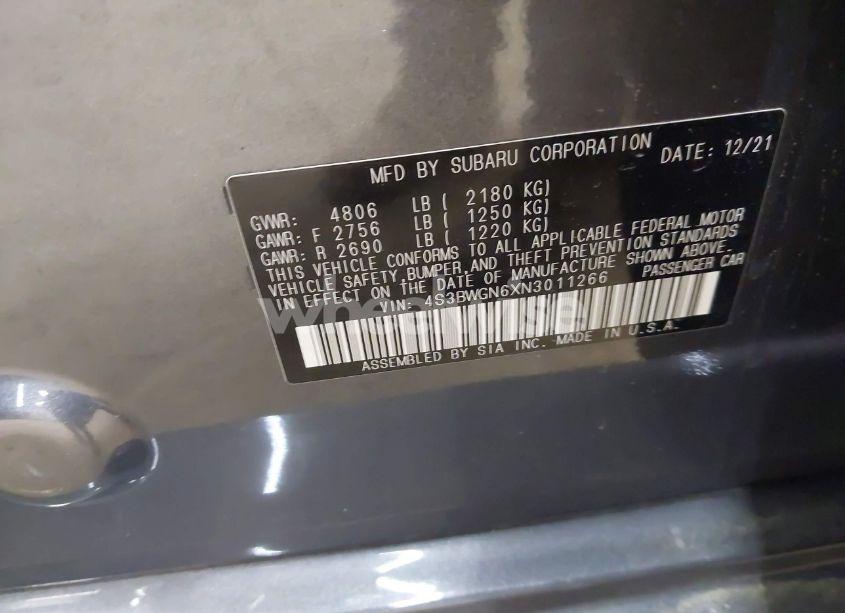 MFD BY SUBARU CORPORATION DATE: 12/21
GVWR: 4806 LB ( 2180 KG)
GAWR: F 2756 LB ( 1250 KG)
GAWR: R 2690 LB ( 1220 KG)
THIS VEHICLE CONFORMS TO ALL APPLICABLE FEDERAL MOTOR
VEHICLE SAFETY,BUMPER,AND THEFT PREVENTION STANDARDS
IN EFFECT ON THE DATE OF MANUFACTURE SHOWN ABOVE.
VIN: 4S3BWGN6XN3011266 PASSENGER CAR
ASSEMBLED BY SIA INC. MADE IN U.S.A.